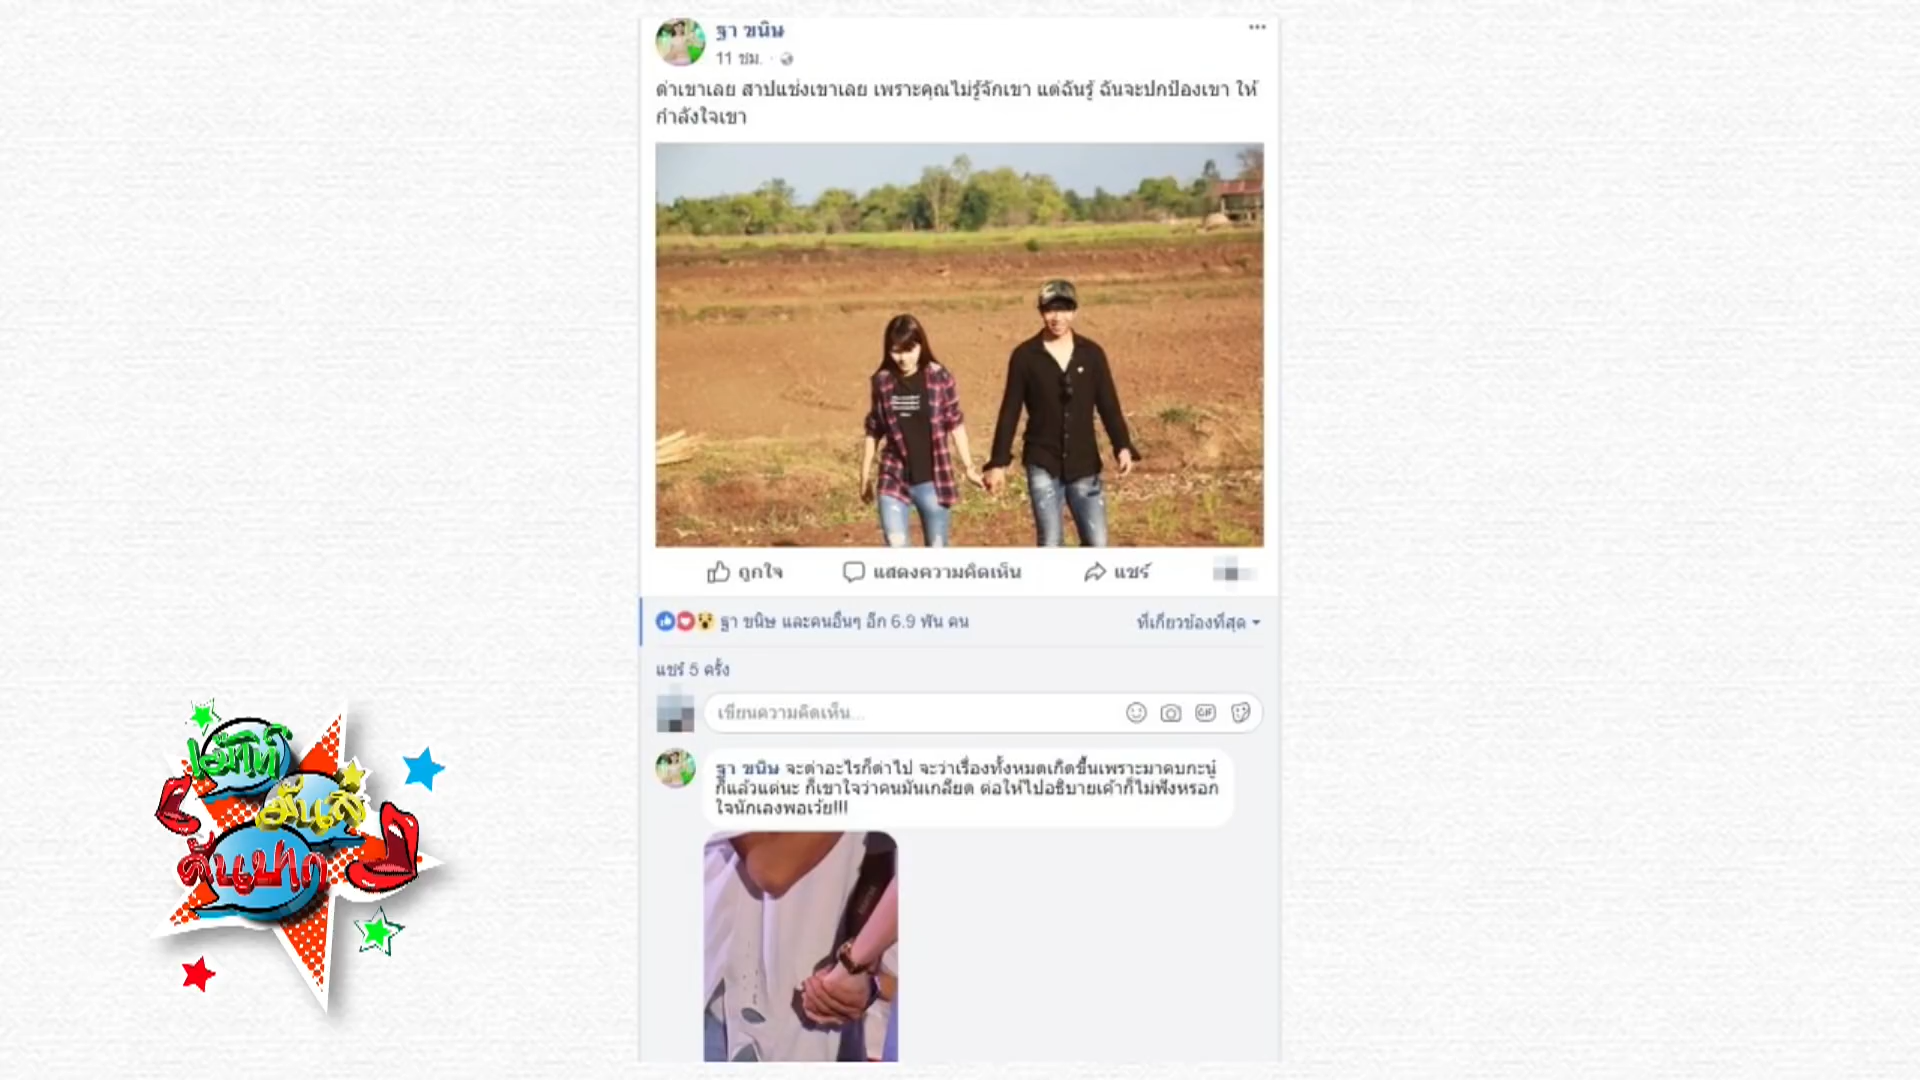 ฐา ขนิษ
11 ชม.
ด่าเขาเลย สาปแช่งเขาเลย เพราะคุณไม่รู้จักเขา แต่ฉันรู้ ฉันจะปกป้องเขา ให้
กำลังใจเขา
ถูกใจ แสดงความคิดเห็น แชร์
ฐา ขนิษ และคนอื่นๆ อีก 6.9 พัน คน ที่เกี่ยวข้องที่สุด
แชร์ 5 ครั้ง
เขียนความคิดเห็น...
GIF
ฐา ขนิษ จะด่าอะไรก็ด่าไป จะว่าเรื่องทั้งหมดเกิดขึ้นเพราะมาคบกะนู๋
ก็แล้วแต่นะ ก็เขาใจว่าคนมันเกลียด ต่อให้ไปอธิบายเค้าก็ไม่ฟังหรอก
ใจนักเลงพอเว้ย!!!
เม้าท์
มันส์
คันปาก